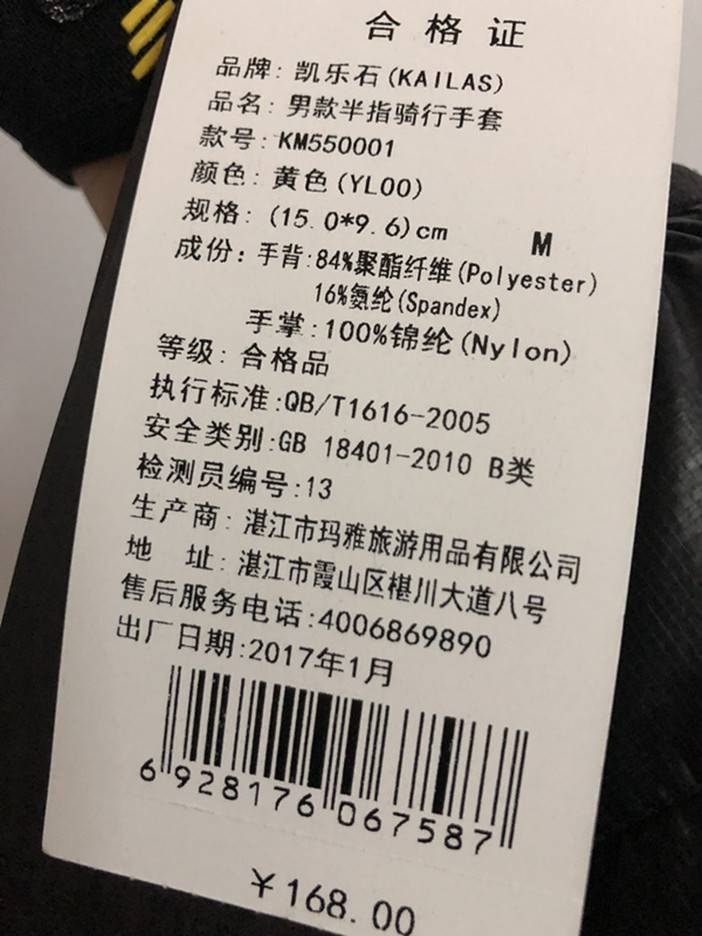 合格证
品牌: 凯乐石(KAILAS)
品名: 男款半指骑行手套
款号: KM550001
颜色: 黄色(YL00)
规格: (15.0*9.6)cm M
成份: 手背:84%聚酯纤维(Polyester)
16%氨纶(Spandex)
手掌:100%锦纶(Nylon)
等级: 合格品
执行标准:QB/T1616-2005
安全类别:GB 18401-2010 B类
检测员编号:13
生产商: 湛江市玛雅旅游用品有限公司
地 址: 湛江市霞山区椹川大道八号
售后服务电话:4006869890
出厂日期:2017年1月
6 928176 067587
￥168.00